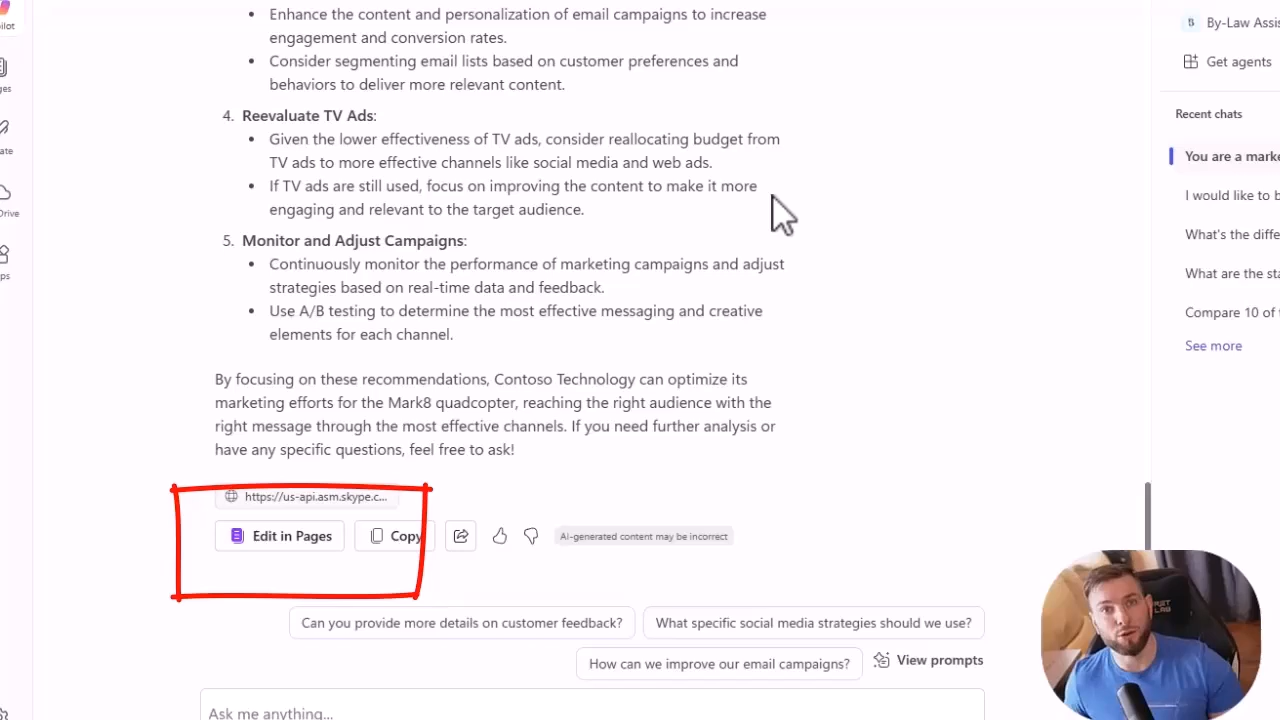 ilot
ges
ate
Drive
ps
Enhance the content and personalization of email campaigns to increase
engagement and conversion rates.
Consider segmenting email lists based on customer preferences and
behaviors to deliver more relevant content.
4. Reevaluate TV Ads:
Given the lower effectiveness of TV ads, consider reallocating budget from
TV ads to more effective channels like social media and web ads.
If TV ads are still used, focus on improving the content to make it more
engaging and relevant to the target audience.
5. Monitor and Adjust Campaigns:
Continuously monitor the performance of marketing campaigns and adjust
strategies based on real-time data and feedback.
Use A/B testing to determine the most effective messaging and creative
elements for each channel.
By focusing on these recommendations, Contoso Technology can optimize its
marketing efforts for the Mark8 quadcopter, reaching the right audience with the
right message through the most effective channels. If you need further analysis or
have any specific questions, feel free to ask!
https://us-api.asm.skype.c...
Edit in Pages
Copy
AI-generated content may be incorrect
Can you provide more details on customer feedback?
What specific social media strategies should we use?
How can we improve our email campaigns?
View prompts
Ask me anything...
By-Law Assis
Get agents
Recent chats
You are a marke
I would like to b
What's the diffe
What are the sta
Compare 10 of t
See more